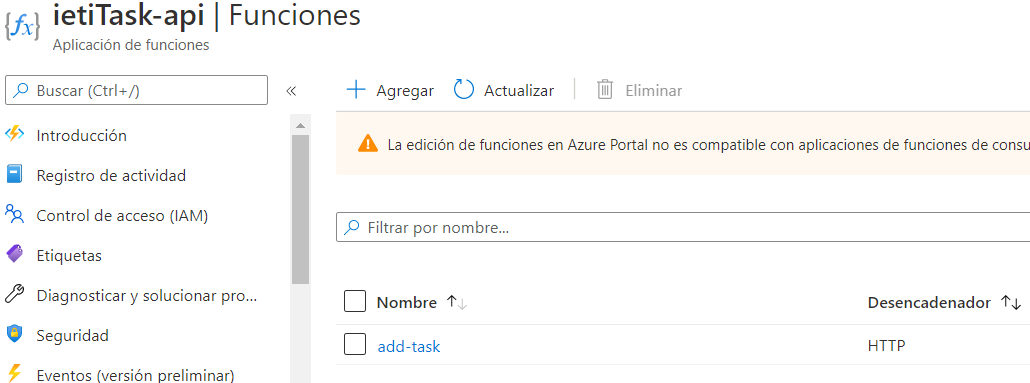 ietiTask-api | Funciones
Aplicación de funciones
Buscar (Ctrl+/)
«
Introducción
Registro de actividad
Control de acceso (IAM)
Etiquetas
Diagnosticar y solucionar pro...
Seguridad
Eventos (versión preliminar)
Agregar Actualizar Eliminar
La edición de funciones en Azure Portal no es compatible con aplicaciones de funciones de consu
Filtrar por nombre...
Nombre ↑↓ Desencadenador ↑↓
add-task HTTP